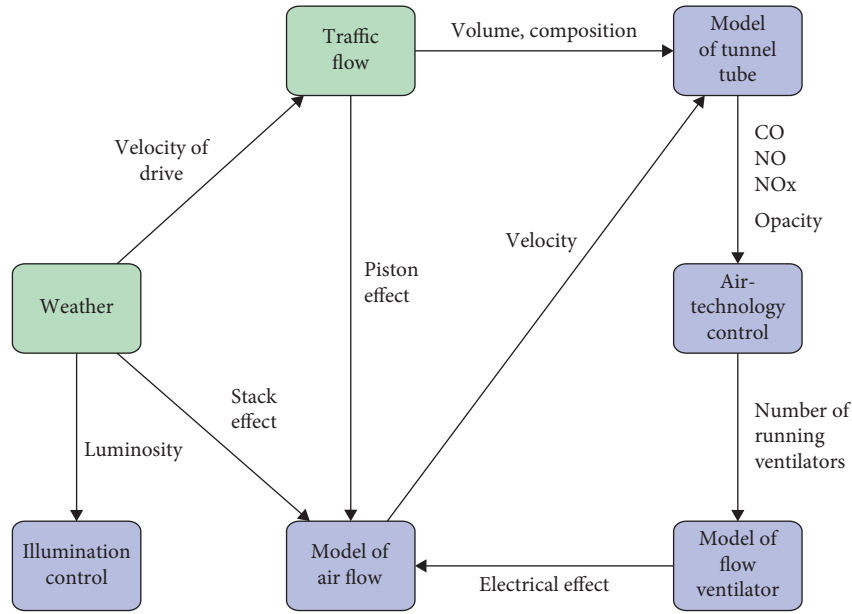 Traffic
flow
Volume, composition
Model
of tunnel
tube
CO
NO
NOx
Opacity
Velocity of
drive
Velocity
Piston
effect
Weather
Air-
technology
control
Stack
effect
Luminosity
Number of
running
ventilators
Illumination
control
Model of
air flow
Electrical effect
Model of
flow
ventilator